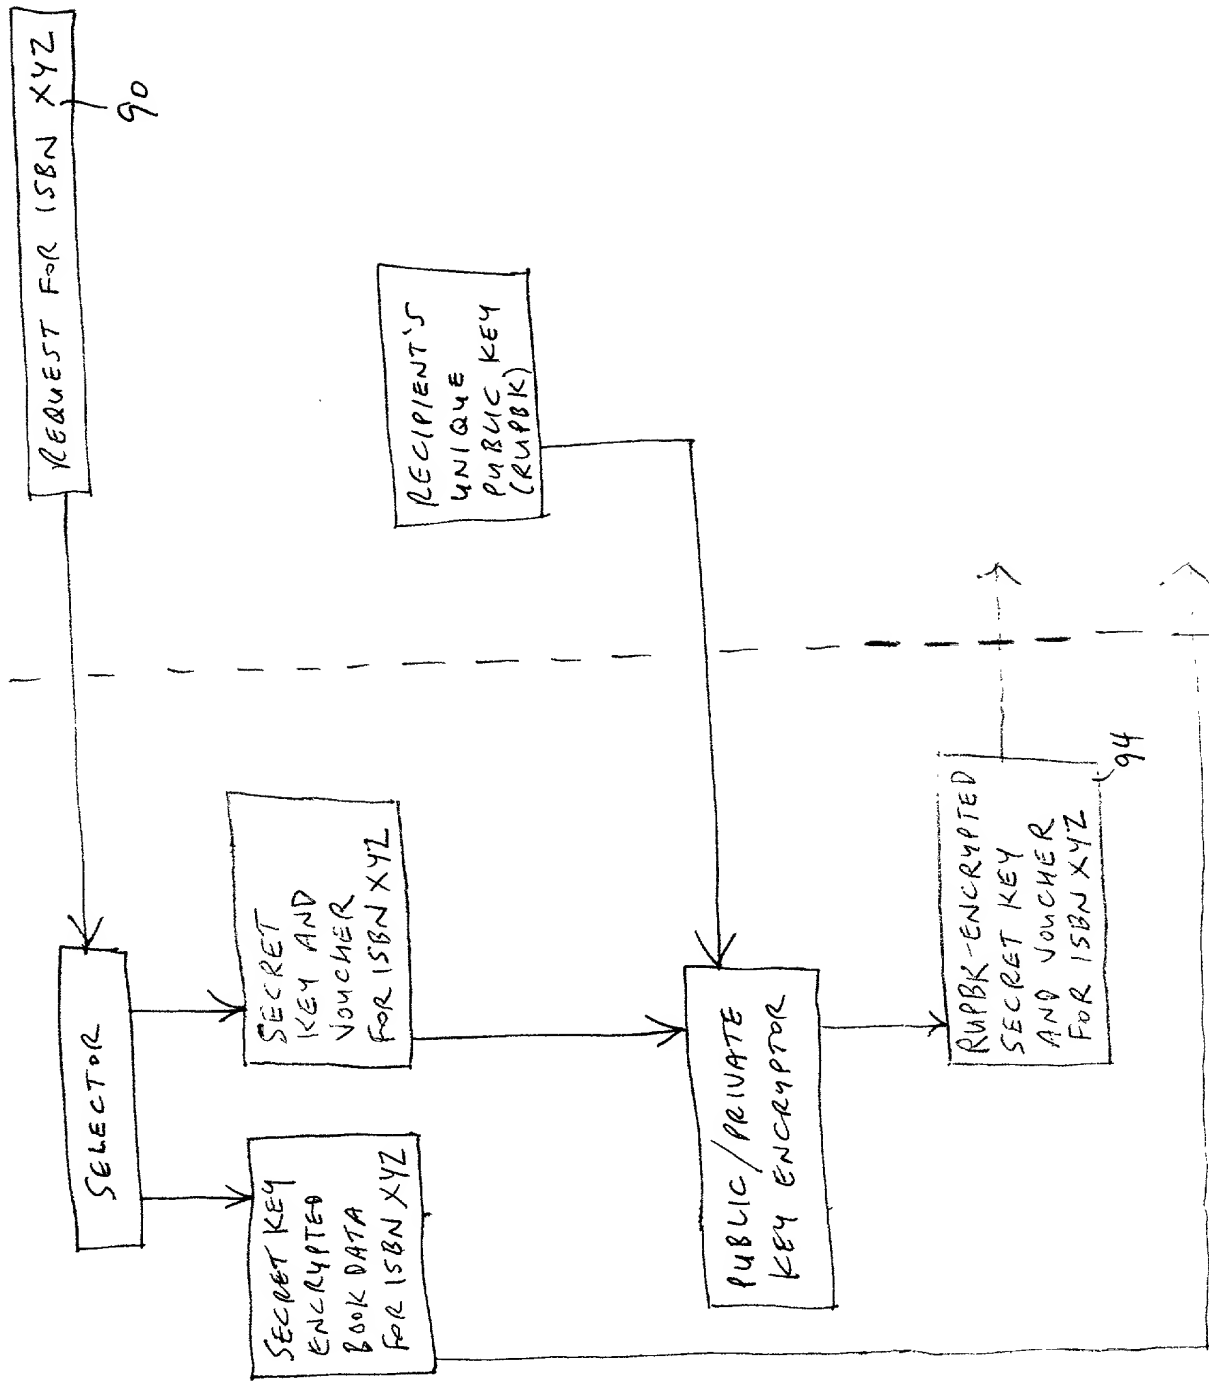 REQUEST FOR ISBN XYZ
90
SELECTOR
SECRET KEY
ENCRYPTED
BOOK DATA
FOR ISBN XYZ
SECRET
KEY AND
VOUCHER
FOR ISBN XYZ
RECIPIENT'S
UNIQUE
PUBLIC KEY
(RUPBK)
PUBLIC/PRIVATE
KEY ENCRYPTOR
RUPBK-ENCRYPTED
SECRET KEY
AND VOUCHER
FOR ISBN XYZ
94